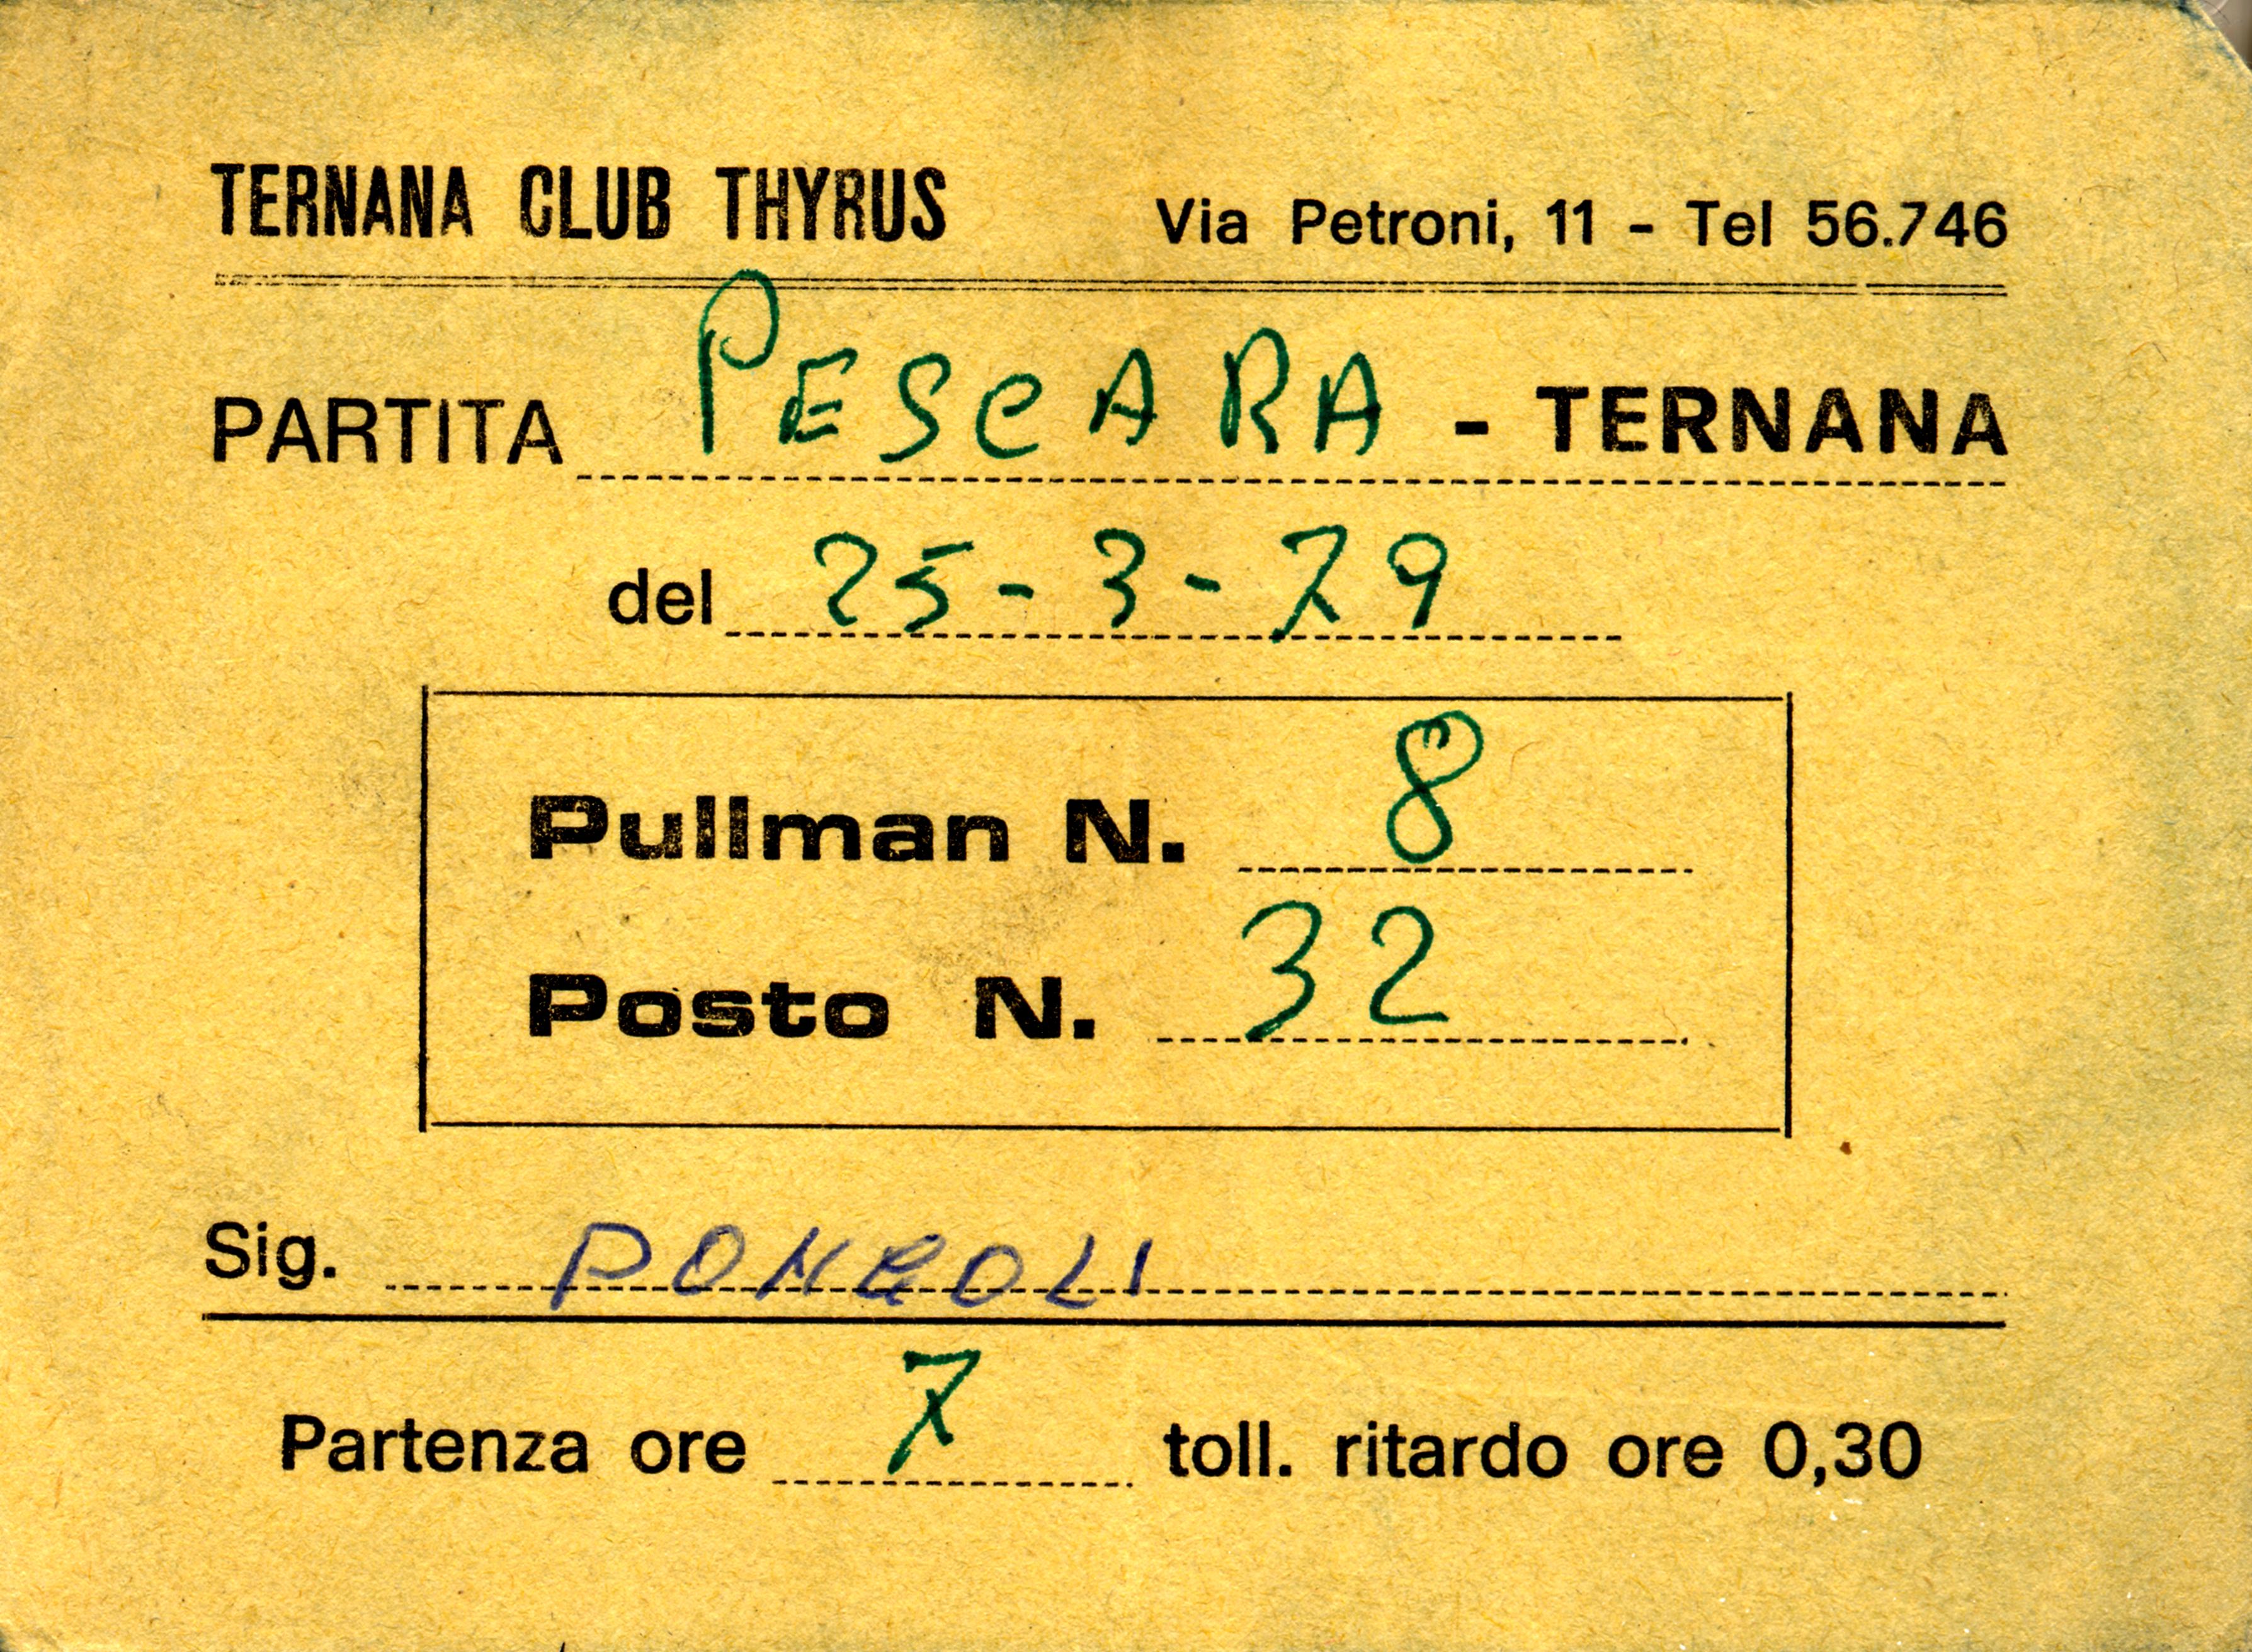 TERNANA CLUB THYRUS Via Petroni, 11 - Tel 56.746
PARTITA PESCARA - TERNANA
del 25-3-79
Pullman N. 8
Posto N. 32
Sig.
Partenza ore 7 toll. ritardo ore 0,30